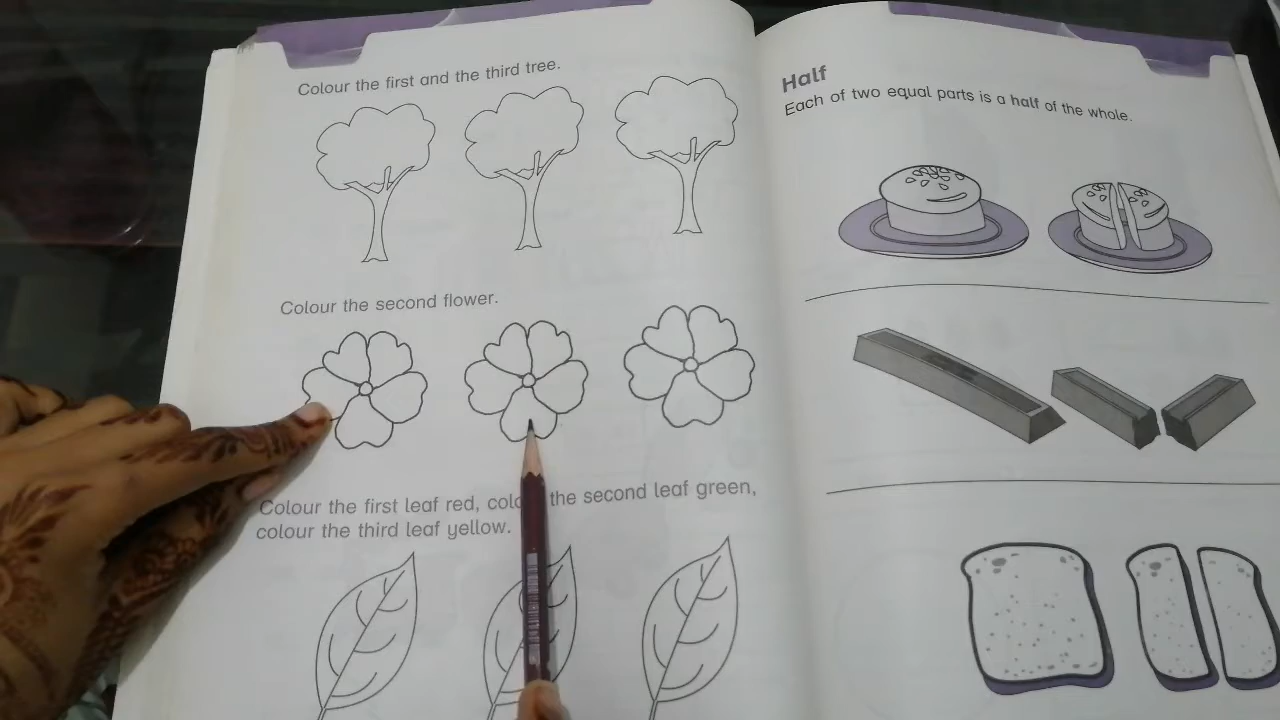 Colour the first and the third tree.
Colour the second flower.
Colour the first leaf red, colour the second leaf green,
colour the third leaf yellow.
Half
Each of two equal parts is a half of the whole.